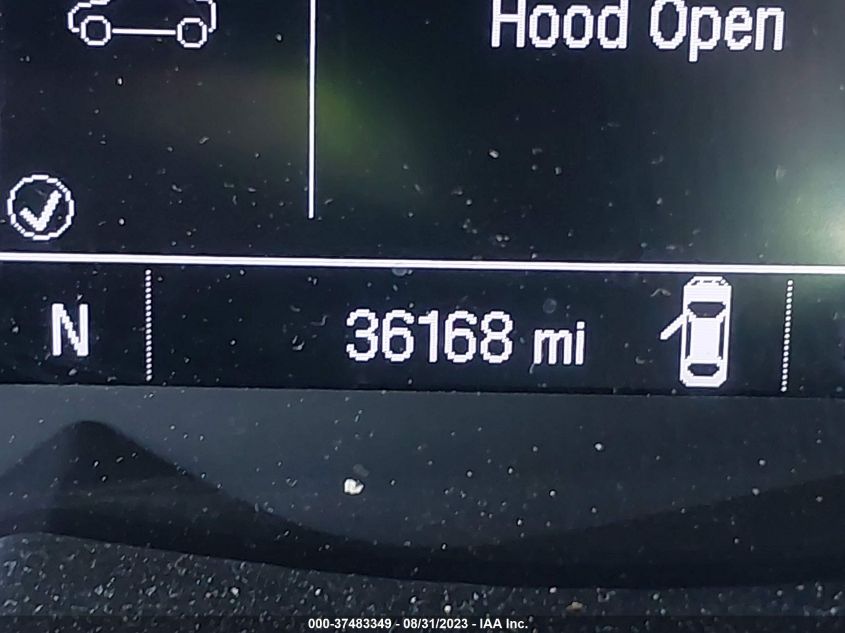 Hood Open
N
36168 mi
000-37483349 - 08/31/2023 - IAA Inc.